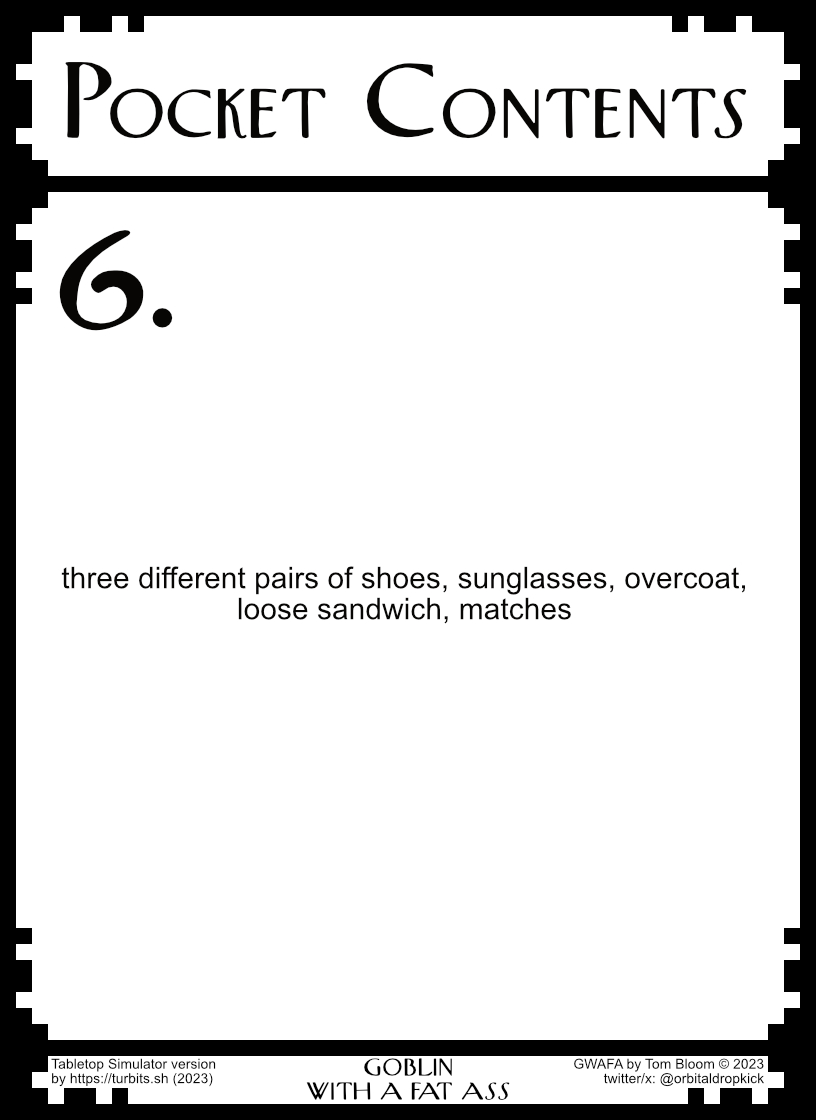 Pocket Contents
6.
three different pairs of shoes, sunglasses, overcoat,
loose sandwich, matches
Tabletop Simulator version
by https://turbits.sh (2023)
GOBLIN
WITH A FAT ASS
GWAFA by Tom Bloom © 2023
twitter/x: @orbitaldropkick